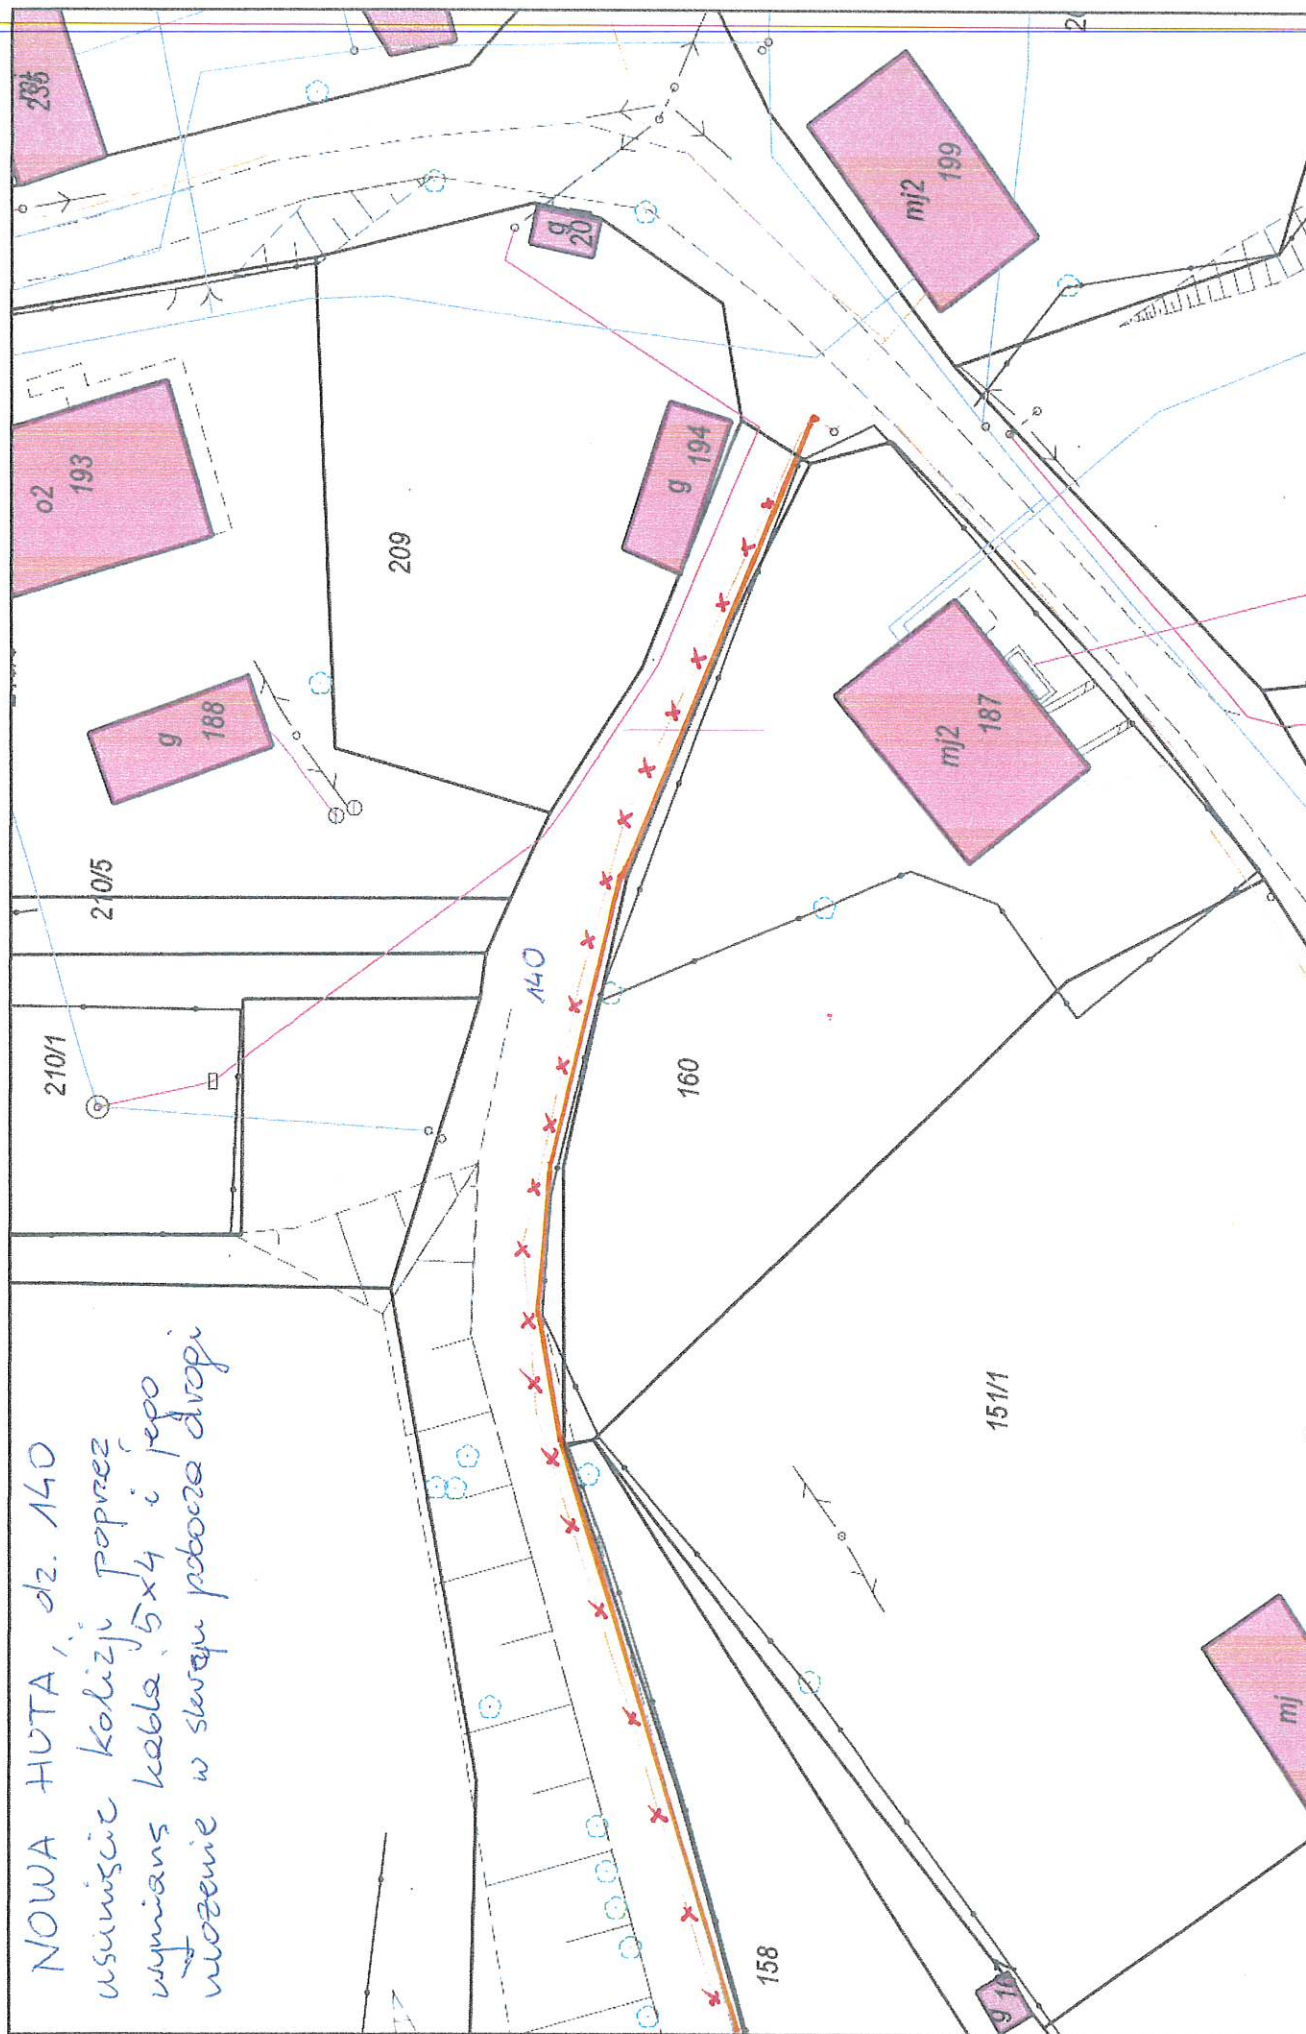 NOWA HUTA, dz. 140
usunięcie kolizji poprzez
wymianę kabla 5x4 i jego
ułożenie w skraju pobocza drogi
210/1
210/5
g
188
o2
193
209
g
194
g
20
235
140
160
mj2
187
mj2
199
158
151/1
mj
g